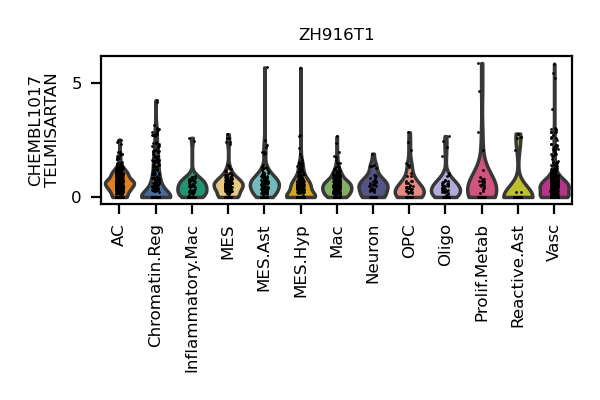 ZH916T1
CHEMBL1017
TELMISARTAN
5
0
AC
Chromatin.Reg
Inflammatory.Mac
MES
MES.Ast
MES.Hyp
Mac
Neuron
OPC
Oligo
Prolif.Metab
Reactive.Ast
Vasc